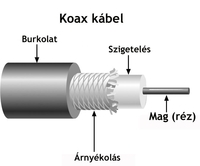 Koax kábel
Burkolat
Szigetelés
Mag (réz)
Árnyékolás